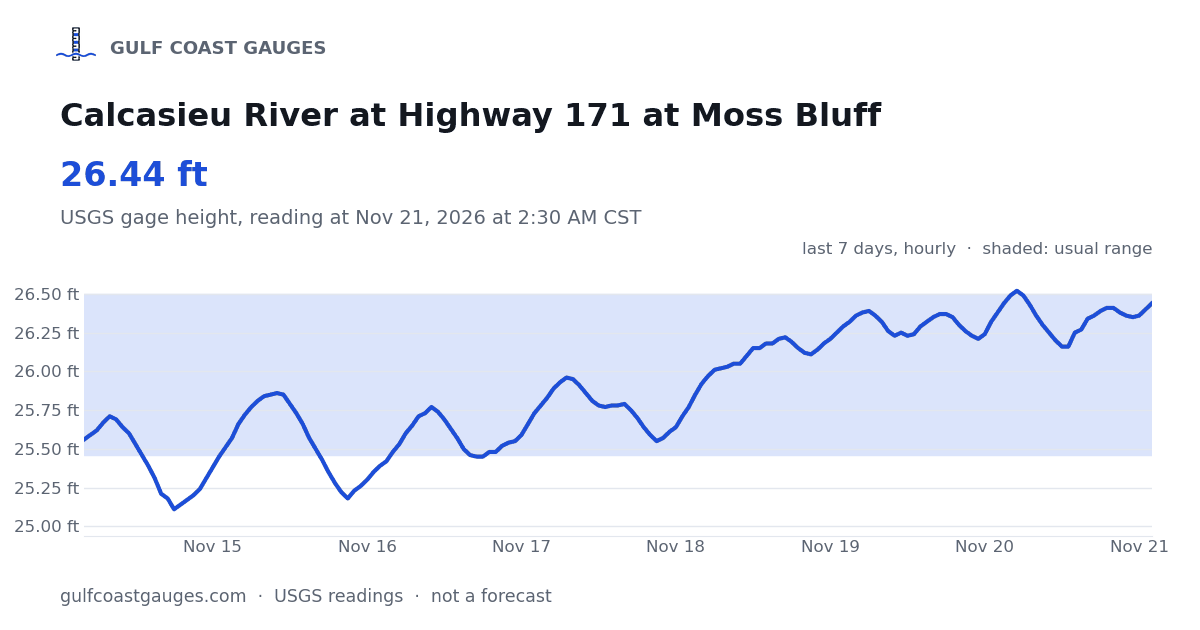 GULF COAST GAUGES
Calcasieu River at Highway 171 at Moss Bluff
26.44 ft
USGS gage height, reading at Nov 21, 2026 at 2:30 AM CST
last 7 days, hourly · shaded: usual range
26.50 ft
26.25 ft
26.00 ft
25.75 ft
25.50 ft
25.25 ft
25.00 ft
Nov 15 Nov 16 Nov 17 Nov 18 Nov 19 Nov 20 Nov 21
gulfcoastgauges.com · USGS readings · not a forecast